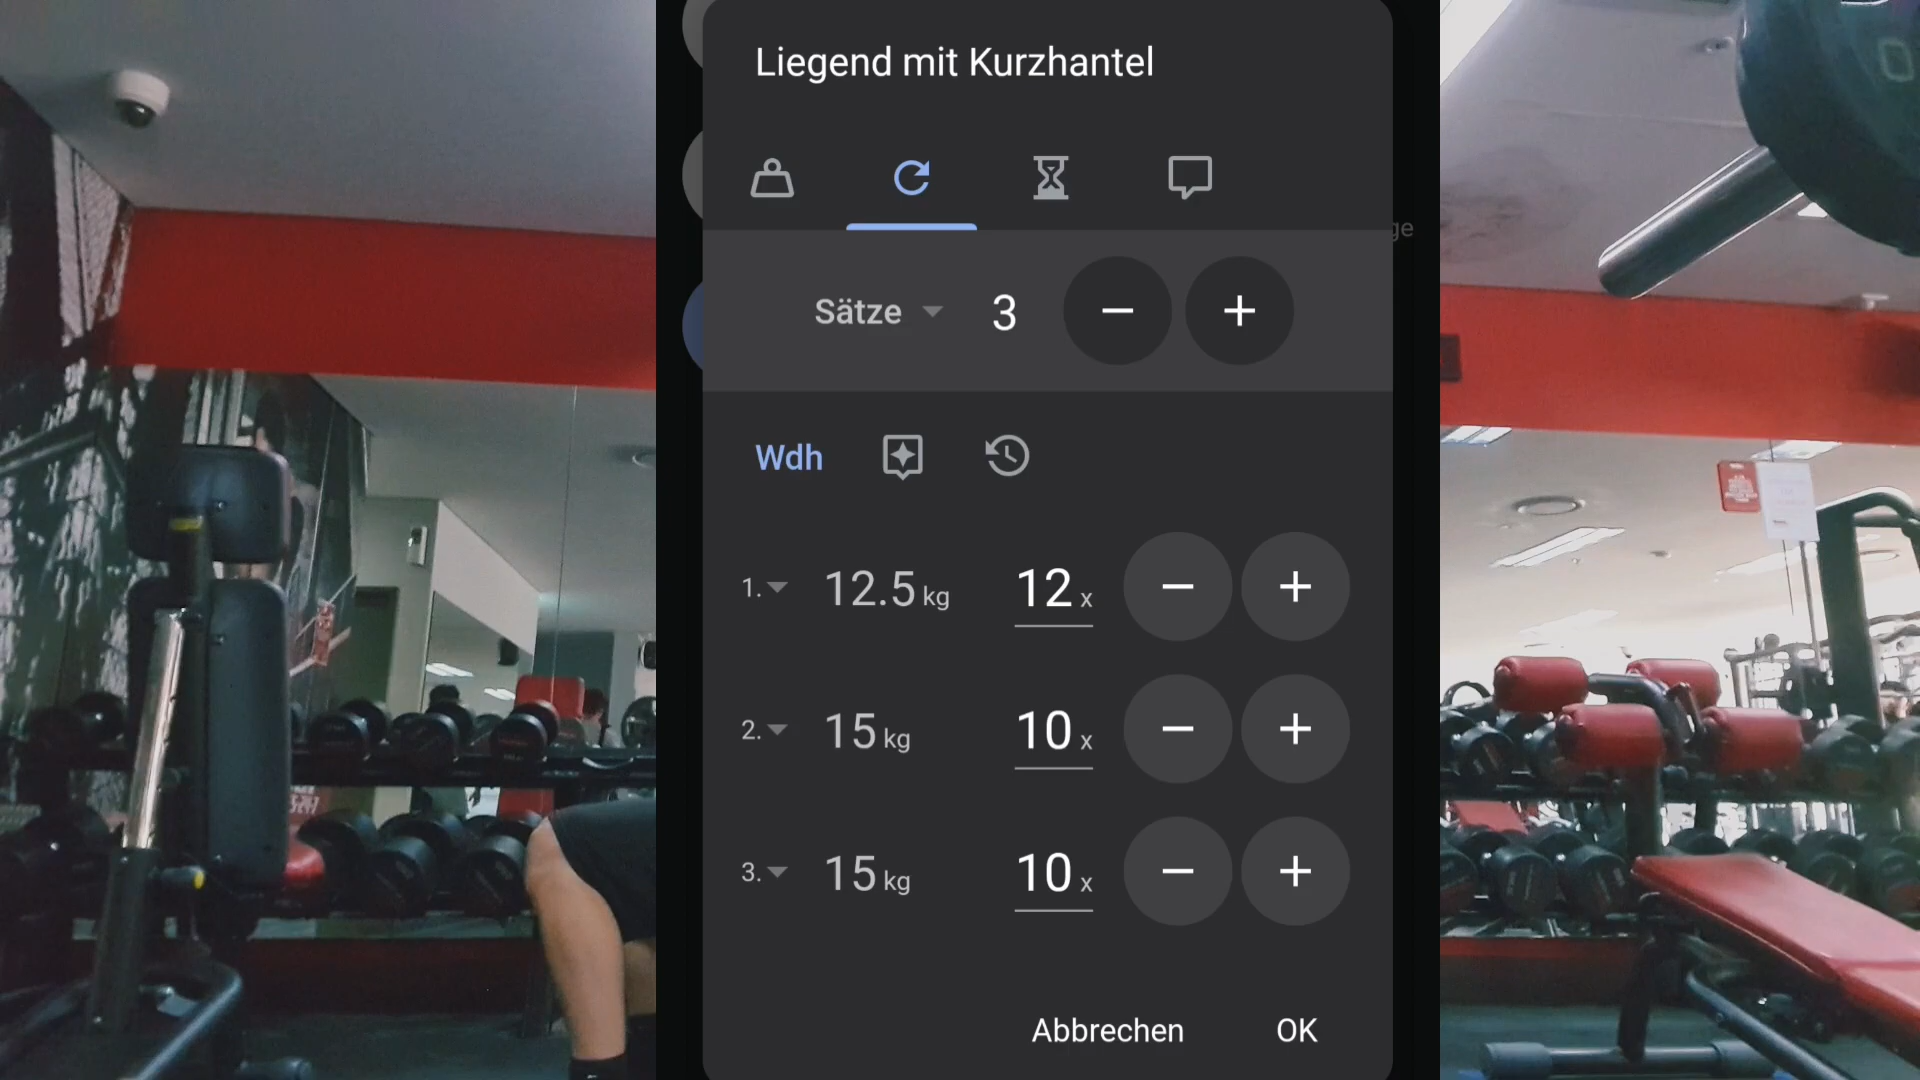 Liegend mit Kurzhantel
ge
Sätze 3
Wdh
1. 12.5 kg 12 x
2. 15 kg 10 x
3. 15 kg 10 x
Abbrechen OK